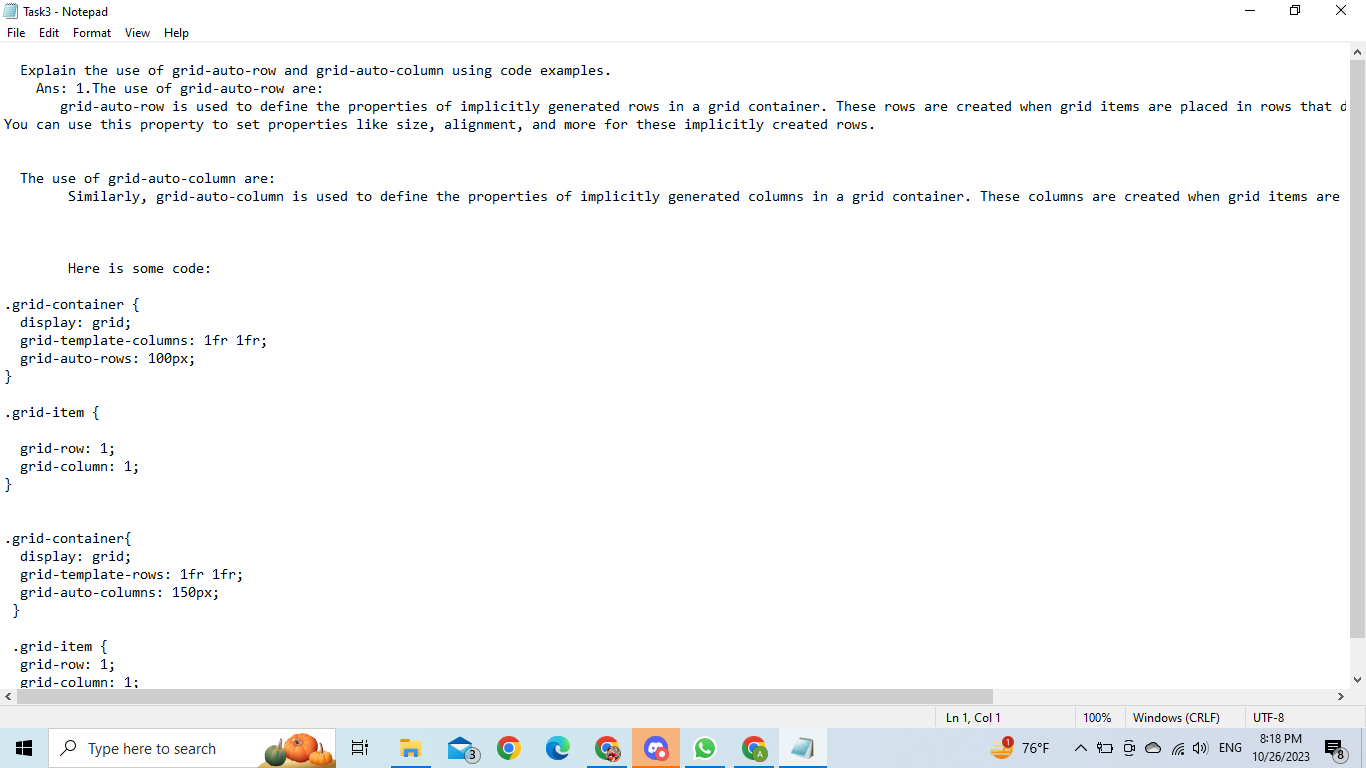 Task3 - Notepad
File Edit Format View Help
Explain the use of grid-auto-row and grid-auto-column using code examples.
Ans: 1.The use of grid-auto-row are:
grid-auto-row is used to define the properties of implicitly generated rows in a grid container. These rows are created when grid items are placed in rows that d
You can use this property to set properties like size, alignment, and more for these implicitly created rows.
The use of grid-auto-column are:
Similarly, grid-auto-column is used to define the properties of implicitly generated columns in a grid container. These columns are created when grid items are
Here is some code:
.grid-container {
display: grid;
grid-template-columns: 1fr 1fr;
grid-auto-rows: 100px;
}
.grid-item {
grid-row: 1;
grid-column: 1;
}
.grid-container{
display: grid;
grid-template-rows: 1fr 1fr;
grid-auto-columns: 150px;
}
.grid-item {
grid-row: 1;
grid-column: 1;
Ln 1, Col 1 100% Windows (CRLF) UTF-8
Type here to search 3 A 1 76°F ENG 8:18 PM 10/26/2023 8